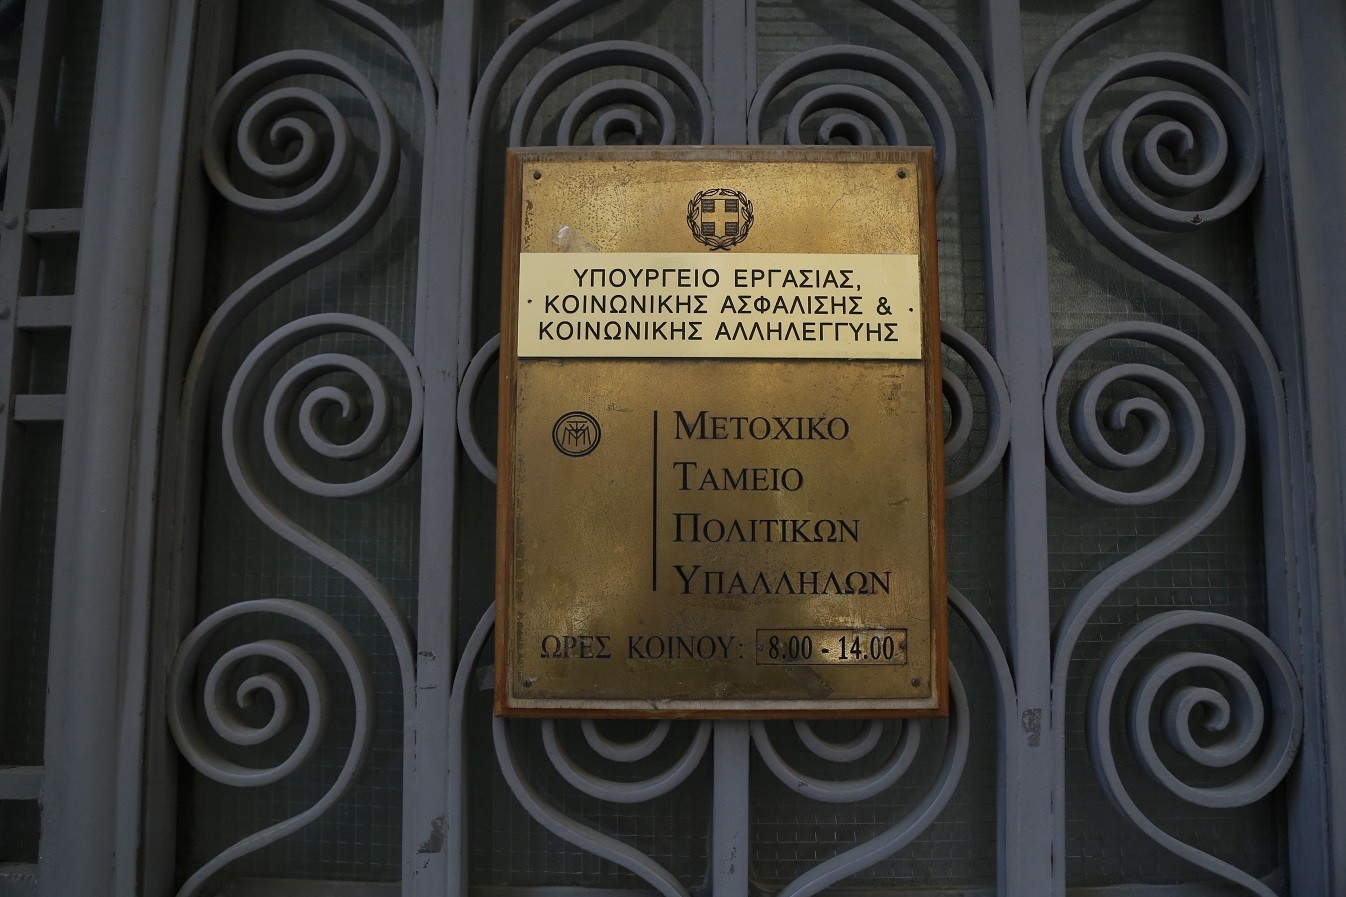 ΥΠΟΥΡΓΕΙΟ ΕΡΓΑΣΙΑΣ,
ΚΟΙΝΩΝΙΚΗΣ ΑΣΦΑΛΙΣΗΣ &
ΚΟΙΝΩΝΙΚΗΣ ΑΛΛΗΛΕΓΓΥΗΣ
ΜΕΤΟΧΙΚΟ
ΤΑΜΕΙΟ
ΠΟΛΙΤΙΚΩΝ
ΥΠΑΛΛΗΛΩΝ
ΩΡΕΣ ΚΟΙΝΟΥ: 8.00 - 14.00